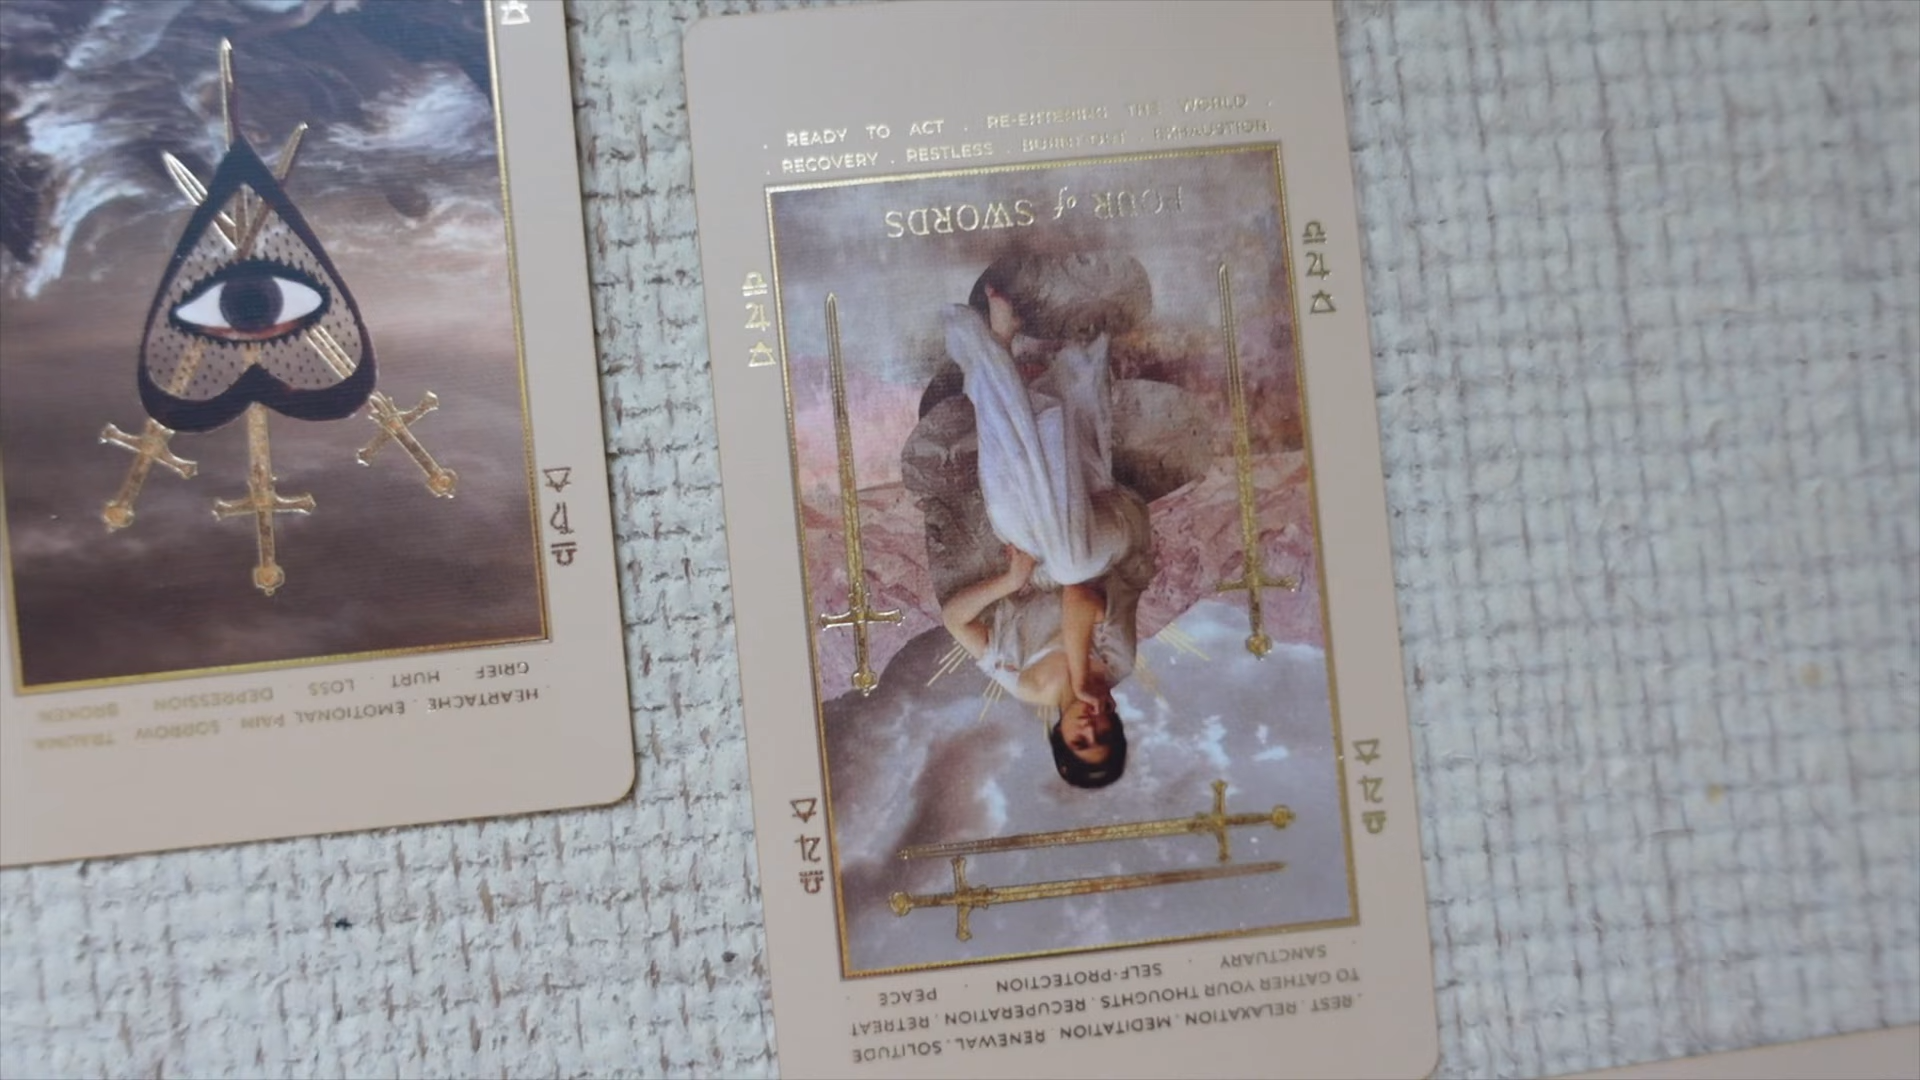 . READY TO ACT . RE-ENTERING THE WORLD .
. RECOVERY . RESTLESS . BURNT OUT . EXHAUSTION .
FOUR of SWORDS
. REST . RELAXATION . MEDITATION . RENEWAL . SOLITUDE
TO GATHER YOUR THOUGHTS . RECUPERATION . RETREAT
SANCTUARY . SELF-PROTECTION . PEACE .
. HEARTACHE . EMOTIONAL PAIN . SORROW . TRAUMA
GRIEF . HURT . LOSS . DEPRESSION . BROKEN